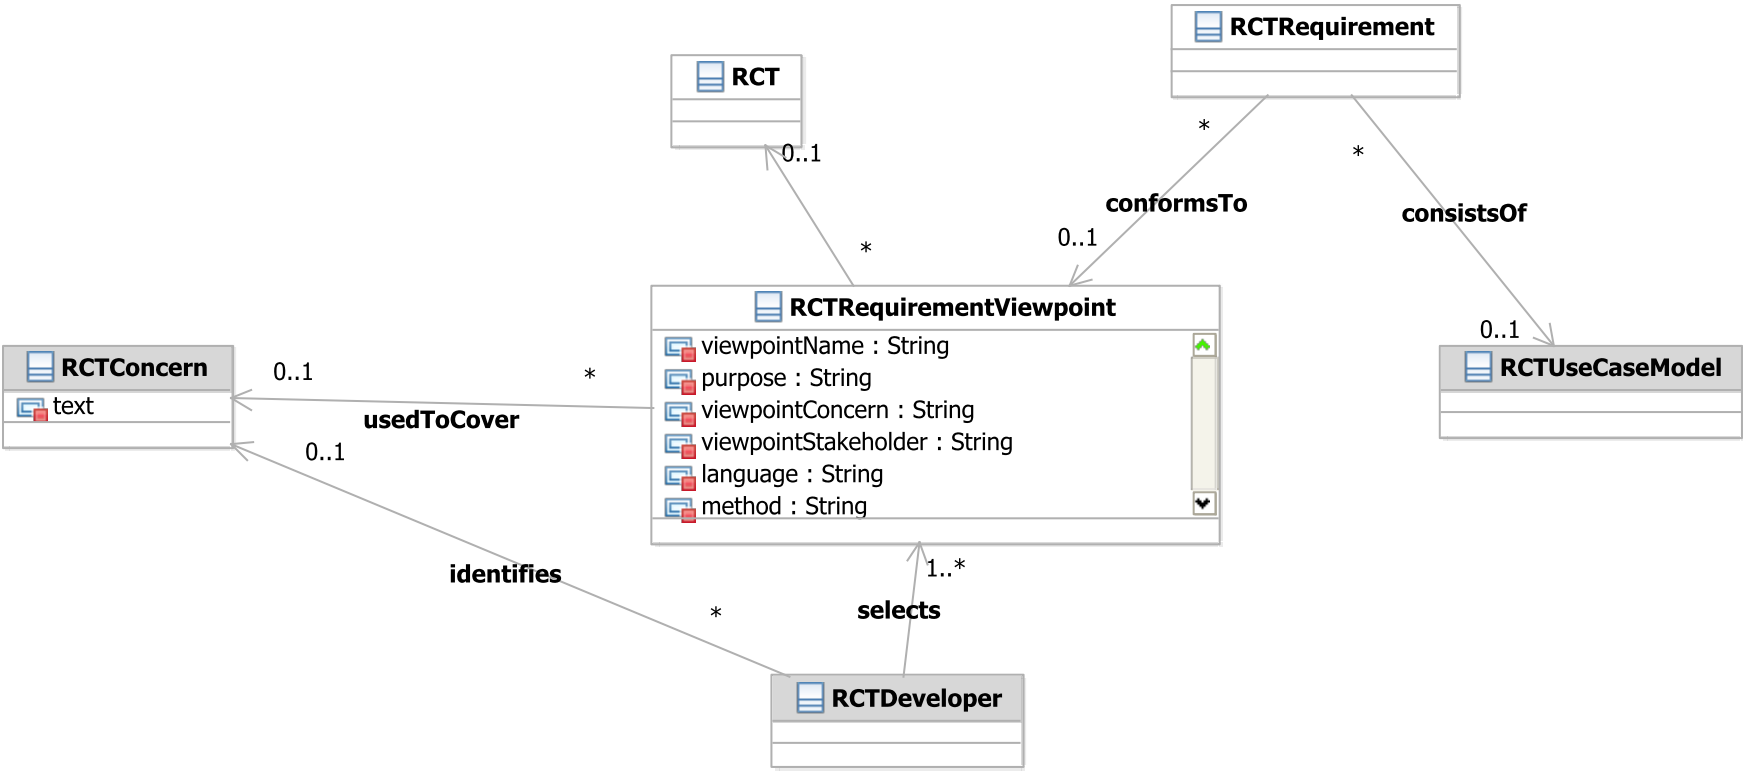 RCTRequirement
RCT
*
0..1
*
conformsTo
consistsOf
0..1
*
RCTRequirementViewpoint
0..1
viewpointName : String
RCTConcern
RCTUseCaseModel
0..1
*
purpose : String
text
viewpointConcern : String
usedToCover
viewpointStakeholder : String
0..1
language : String
method : String
1..*
identifies
selects
*
RCTDeveloper